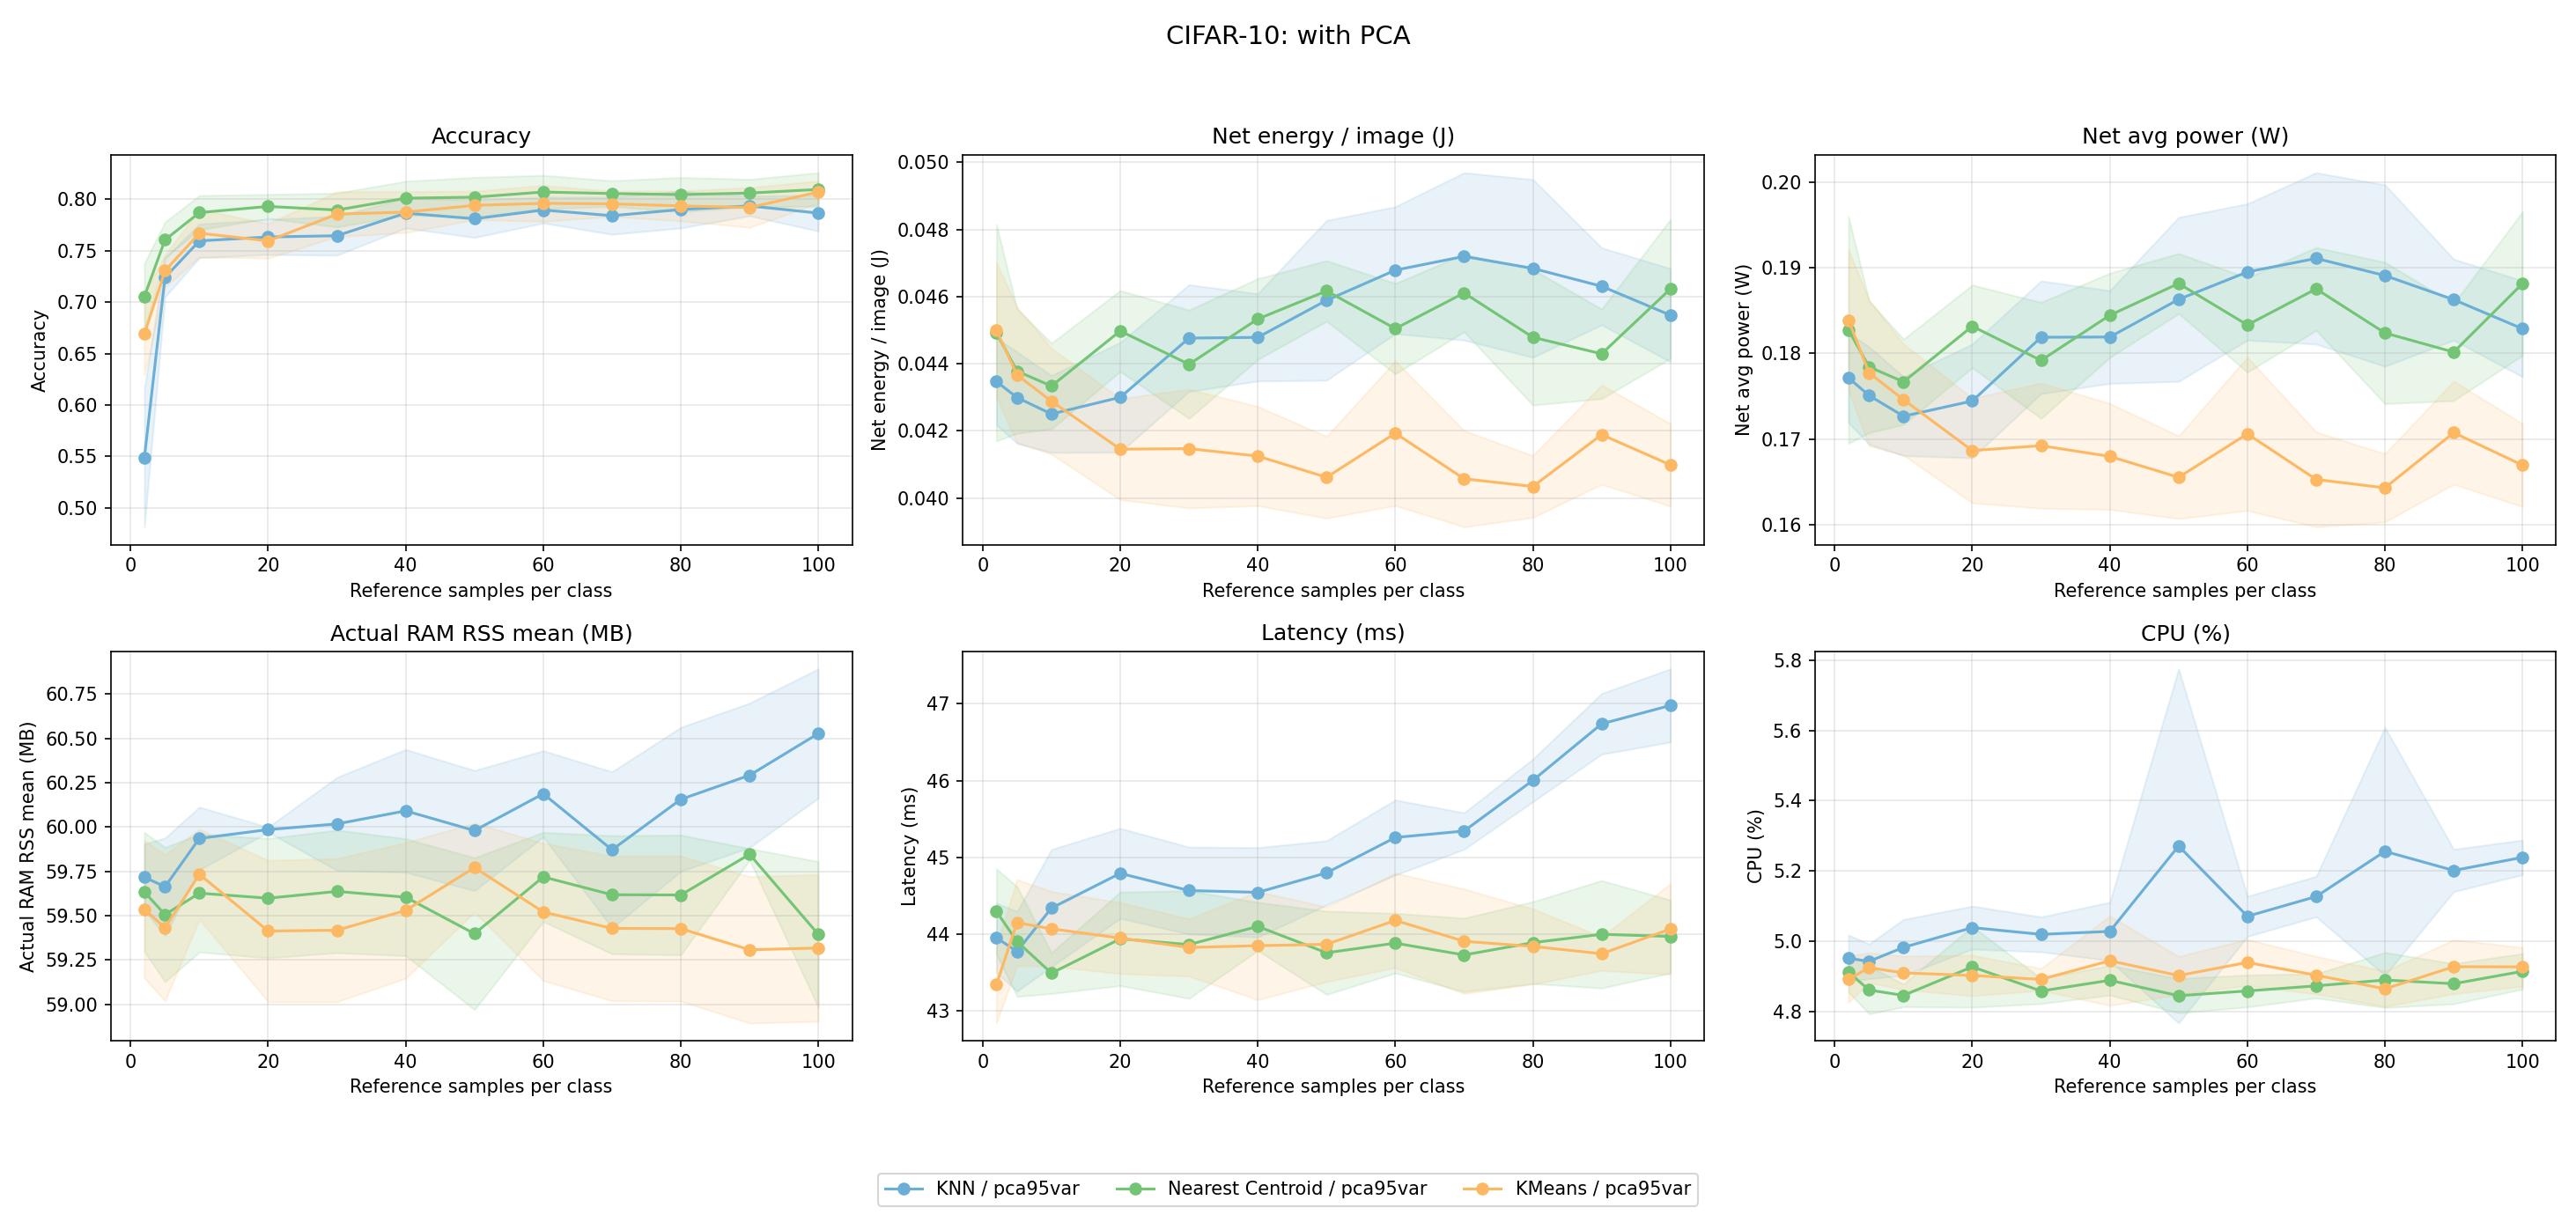 CIFAR-10: with PCA
Accuracy
Accuracy
0.80
0.75
0.70
0.65
0.60
0.55
0.50
0 20 40 60 80 100
Reference samples per class
Net energy / image (J)
Net energy / image (J)
0.050
0.048
0.046
0.044
0.042
0.040
0 20 40 60 80 100
Reference samples per class
Net avg power (W)
Net avg power (W)
0.20
0.19
0.18
0.17
0.16
0 20 40 60 80 100
Reference samples per class
Actual RAM RSS mean (MB)
Actual RAM RSS mean (MB)
60.75
60.50
60.25
60.00
59.75
59.50
59.25
59.00
0 20 40 60 80 100
Reference samples per class
Latency (ms)
Latency (ms)
47
46
45
44
43
0 20 40 60 80 100
Reference samples per class
CPU (%)
CPU (%)
5.8
5.6
5.4
5.2
5.0
4.8
0 20 40 60 80 100
Reference samples per class
KNN / pca95var Nearest Centroid / pca95var KMeans / pca95var